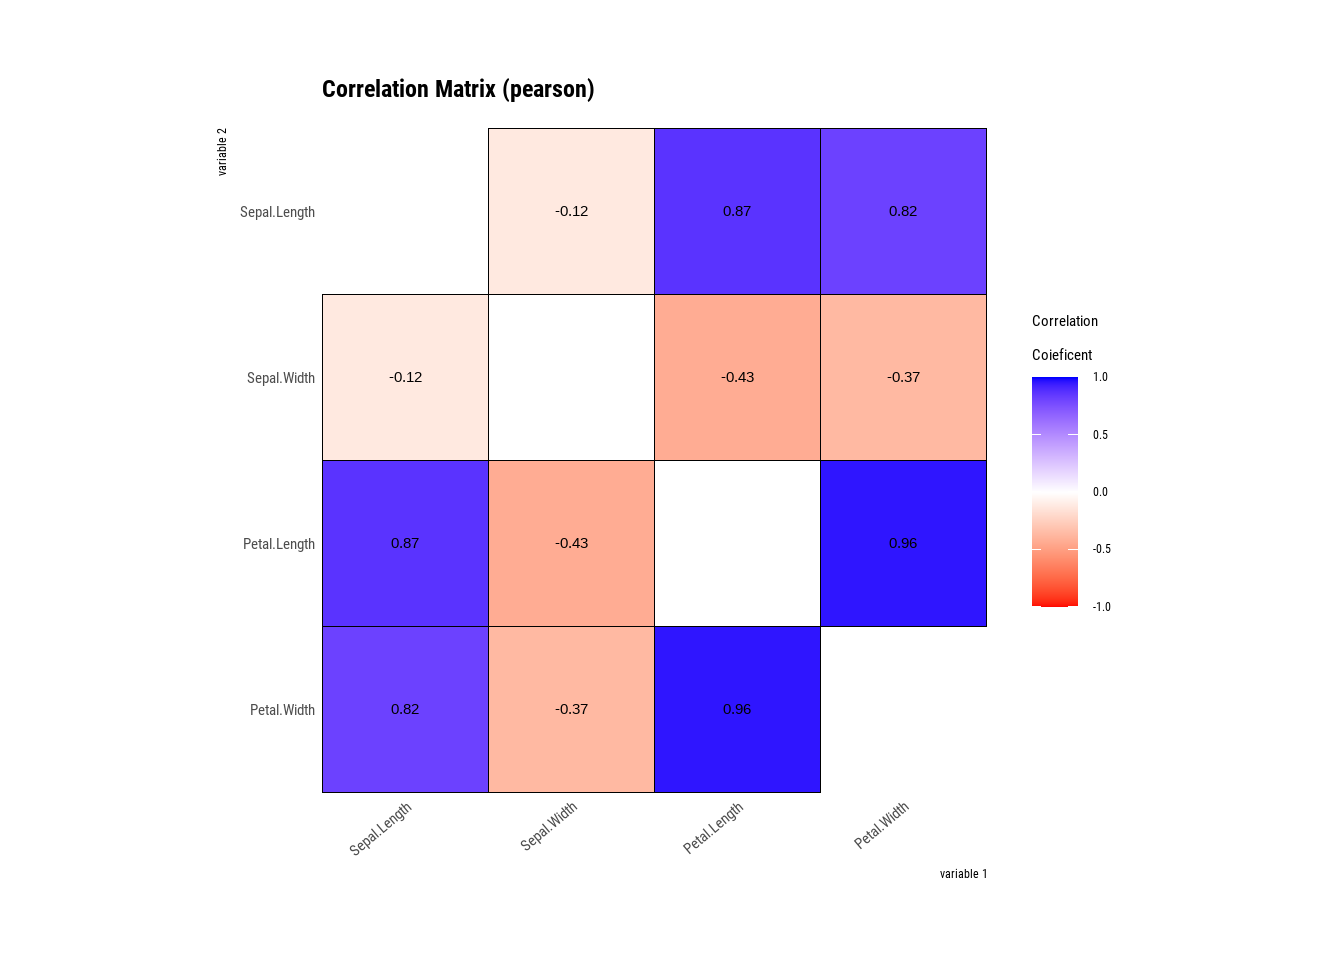 Correlation Matrix (pearson)
variable 2
Sepal.Length
-0.12
0.87
0.82
Sepal.Width
-0.12
-0.43
-0.37
Petal.Length
0.87
-0.43
0.96
Petal.Width
0.82
-0.37
0.96
Sepal.Length
Sepal.Width
Petal.Length
Petal.Width
variable 1
Correlation
Coieficent
1.0
0.5
0.0
-0.5
-1.0